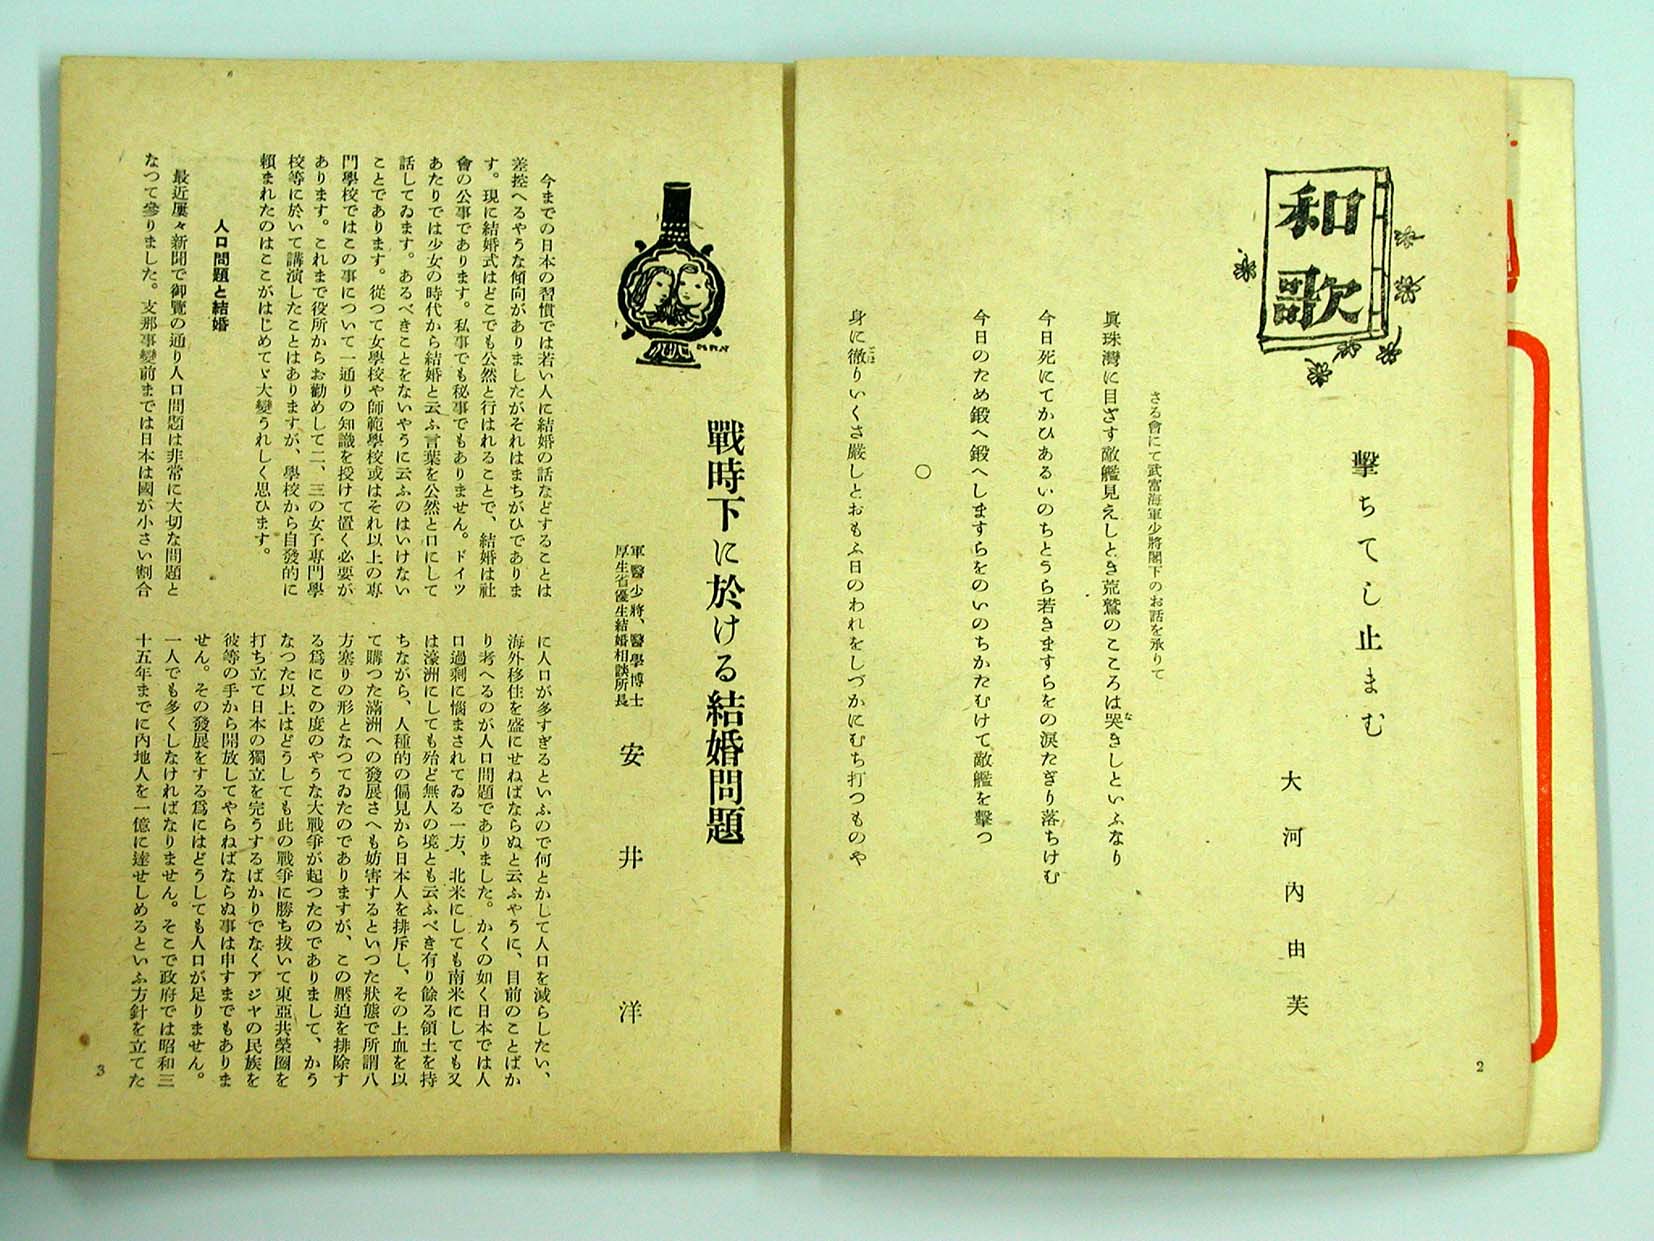 和歌
撃ちてし止まむ
大河内由芙
さる會にて武富海軍少將閣下のお話を承りて
眞珠灣に目ざす敵艦見えしとき荒鷲のこころは哭きしといふなり
な
今日死にてかひあるいのちとうら若きますらをの涙たぎり落ちけむ
今日のため鍛へ鍛へしますらをのいのちかたむけて敵艦を擊つ
○
身に徹りいくさ嚴しとおもふ日のわれをしづかにむち打つものや
とほ
2
戰時下に於ける結婚問題
軍醫少將、醫學博士
厚生省優生結婚相談所長
安井洋
今までの日本の習慣では若い人に結婚の話などすることは
差控へるやうな傾向がありましたがそれはまちがひでありま
す。現に結婚式はどこでも公然と行はれることで、結婚は社
會の公事であります。私事でも秘事でもありません。ドイツ
あたりでは少女の時代から結婚と云ふ言葉を公然と口にして
話してゐます。あるべきことをないやうに云ふのはいけない
ことであります。從つて女學校や師範學校或はそれ以上の專
門學校ではこの事について一通りの知識を授けて置く必要が
あります。これまで役所からお勸めして二、三の女子專門學
校等に於いて講演したことはありますが、學校から自發的に
賴まれたのはここがはじめてゞ大變うれしく思ひます。
人口問題と結婚
最近屢々新聞で御覽の通り人口問題は非常に大切な問題と
なつて參りました。支那事變前までは日本は國が小さい割合
に人口が多すぎるといふので何とかして人口を減らしたい、
海外移住を盛にせねばならぬと云ふやうに、目前のことばか
り考へるのが人口問題でありました。かくの如く日本では人
口過剩に惱まされてゐる一方、北米にしても南米にしても又
は濠洲にしても殆ど無人の境とも云ふべき有り餘る領土を持
ちながら、人種的の偏見から日本人を排斥し、その上血を以
て購つた滿洲への發展さへも妨害するといつた狀態で所謂八
方塞りの形となつてゐたのでありますが、この壓迫を排除す
る爲にこの度のやうな大戰爭が起つたのでありまして、かう
なつた以上はどうしても此の戰爭に勝ち拔いて東亞共榮圈を
打ち立て日本の獨立を完うするばかりでなくアジヤの民族を
彼等の手から開放してやらねばならぬ事は申すまでもありま
せん。その發展をする爲にはどうしても人口が足りません。
一人でも多くしなければなりません。そこで政府では昭和三
十五年までに內地人を一億に達せしめるといふ方針を立てた
3